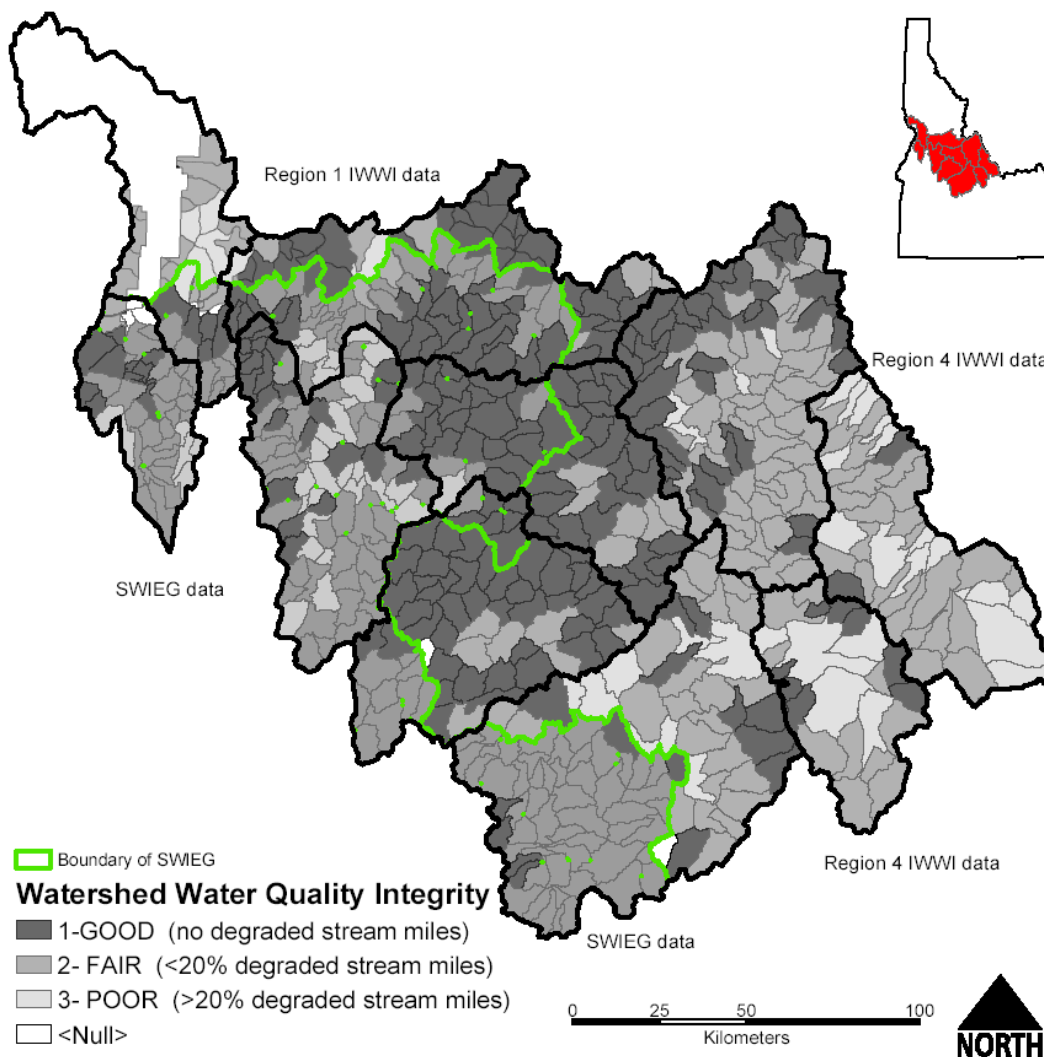 Region 1 IWWI data
Region 4 IWWI data
SWIEG data
Region 4 IWWI data
SWIEG data
Boundary of SWIEG
Watershed Water Quality Integrity
1-GOOD (no degraded stream miles)
2- FAIR (<20% degraded stream miles)
3- POOR (>20% degraded stream miles)
<Null>
0 25 50 100
Kilometers
NORTH